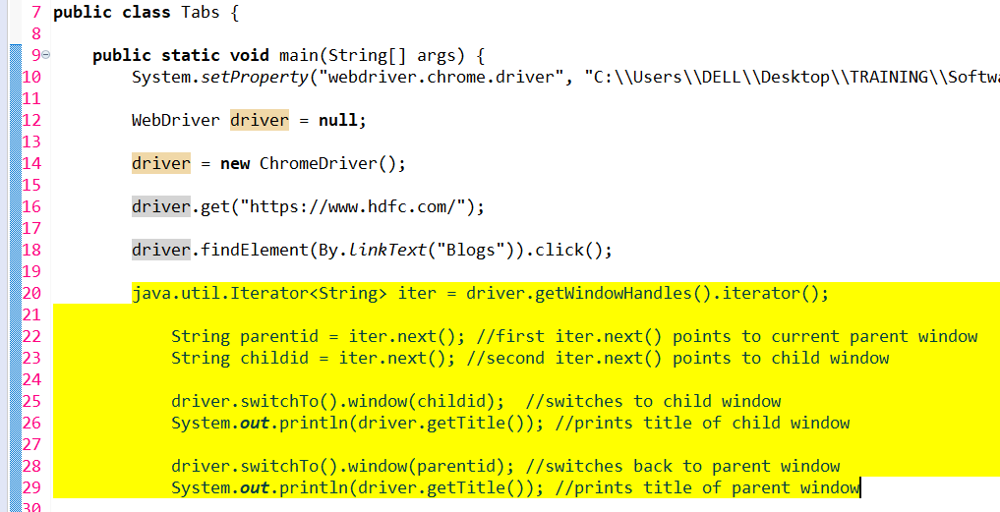 7 public class Tabs {
8
9 public static void main(String[] args) {
10 System.setProperty("webdriver.chrome.driver", "C:\\Users\\DELL\\Desktop\\TRAINING\\Softwa
11
12 WebDriver driver = null;
13
14 driver = new ChromeDriver();
15
16 driver.get("https://www.hdfc.com/");
17
18 driver.findElement(By.linkText("Blogs")).click();
19
20 java.util.Iterator<String> iter = driver.getWindowHandles().iterator();
21
22 String parentid = iter.next(); //first iter.next() points to current parent window
23 String childid = iter.next(); //second iter.next() points to child window
24
25 driver.switchTo().window(childid);  //switches to child window
26 System.out.println(driver.getTitle()); //prints title of child window
27
28 driver.switchTo().window(parentid); //switches back to parent window
29 System.out.println(driver.getTitle()); //prints title of parent window
30